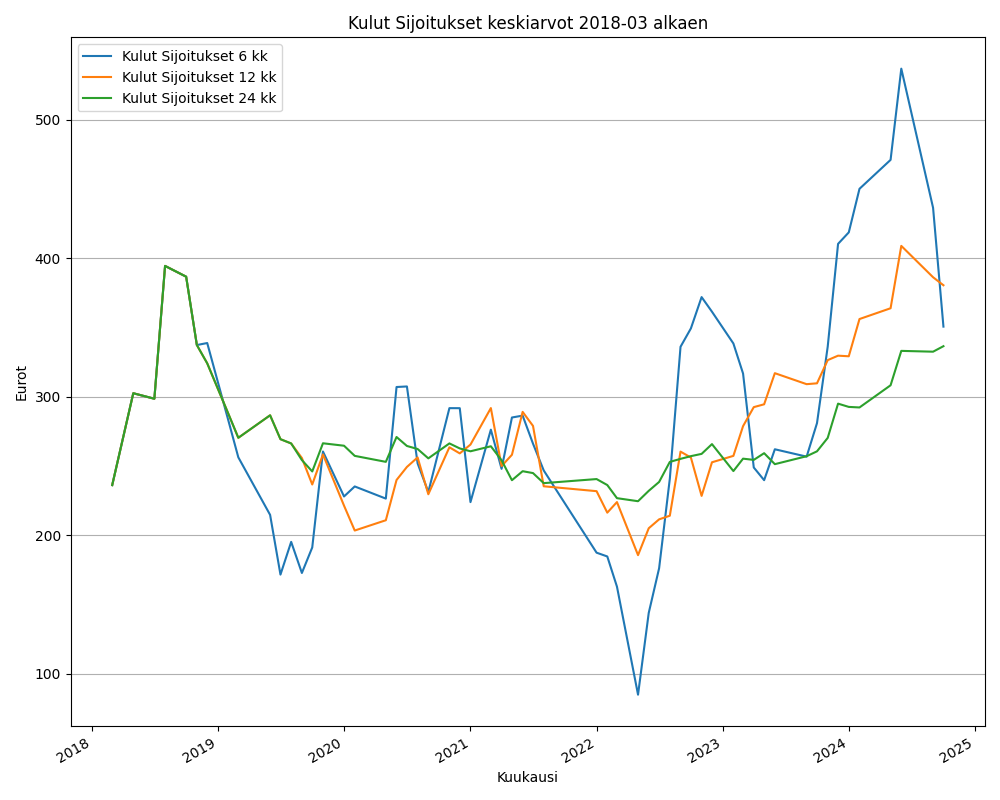 Kulut Sijoitukset keskiarvot 2018-03 alkaen
Kulut Sijoitukset 6 kk
Kulut Sijoitukset 12 kk
Kulut Sijoitukset 24 kk
Eurot
500
400
300
200
100
2018
2019
2020
2021
2022
2023
2024
2025
Kuukausi